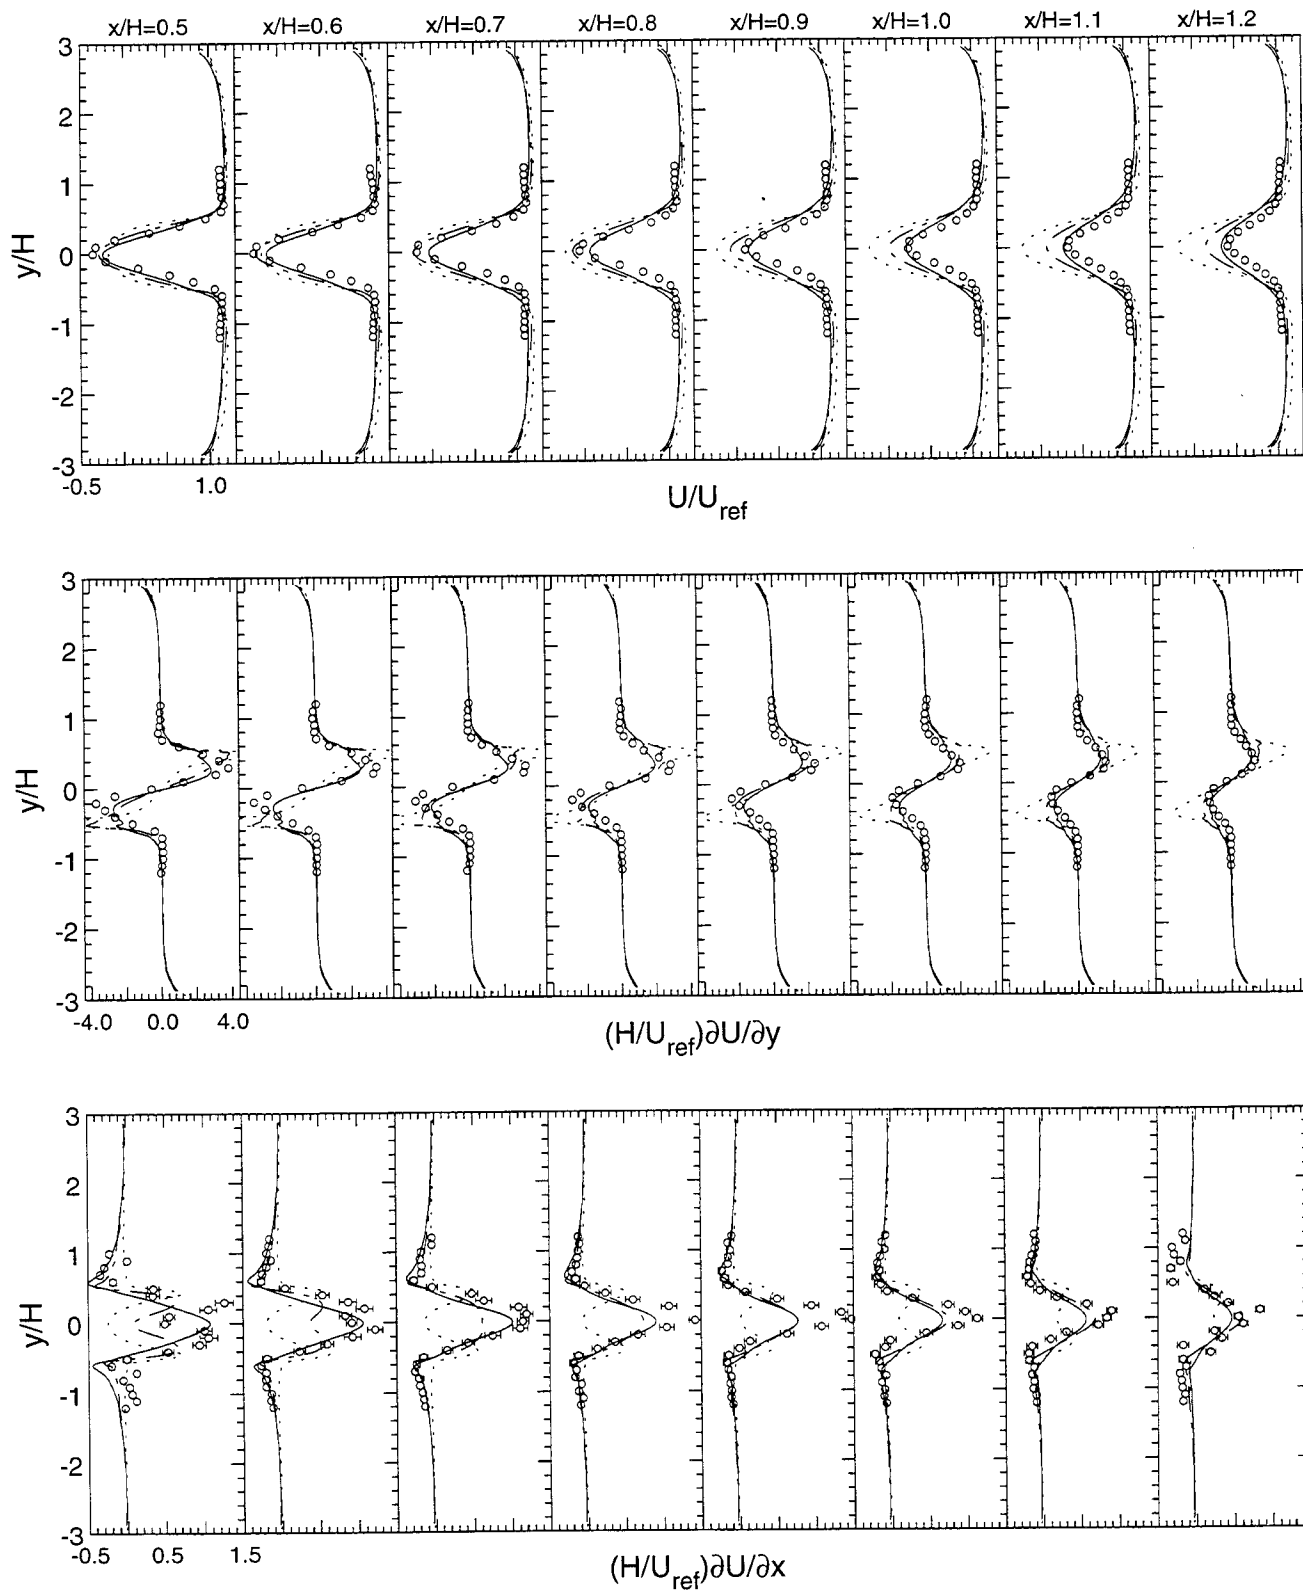 x/H=0.5 x/H=0.6 x/H=0.7 x/H=0.8 x/H=0.9 x/H=1.0 x/H=1.1 x/H=1.2
3
2
1
0
-1
-2
-3
y/H
-0.5 1.0
U/U_ref
3
2
1
0
-1
-2
-3
y/H
-4.0 0.0 4.0
(H/U_ref)∂U/∂y
3
2
1
0
-1
-2
-3
y/H
-0.5 0.5 1.5
(H/U_ref)∂U/∂x